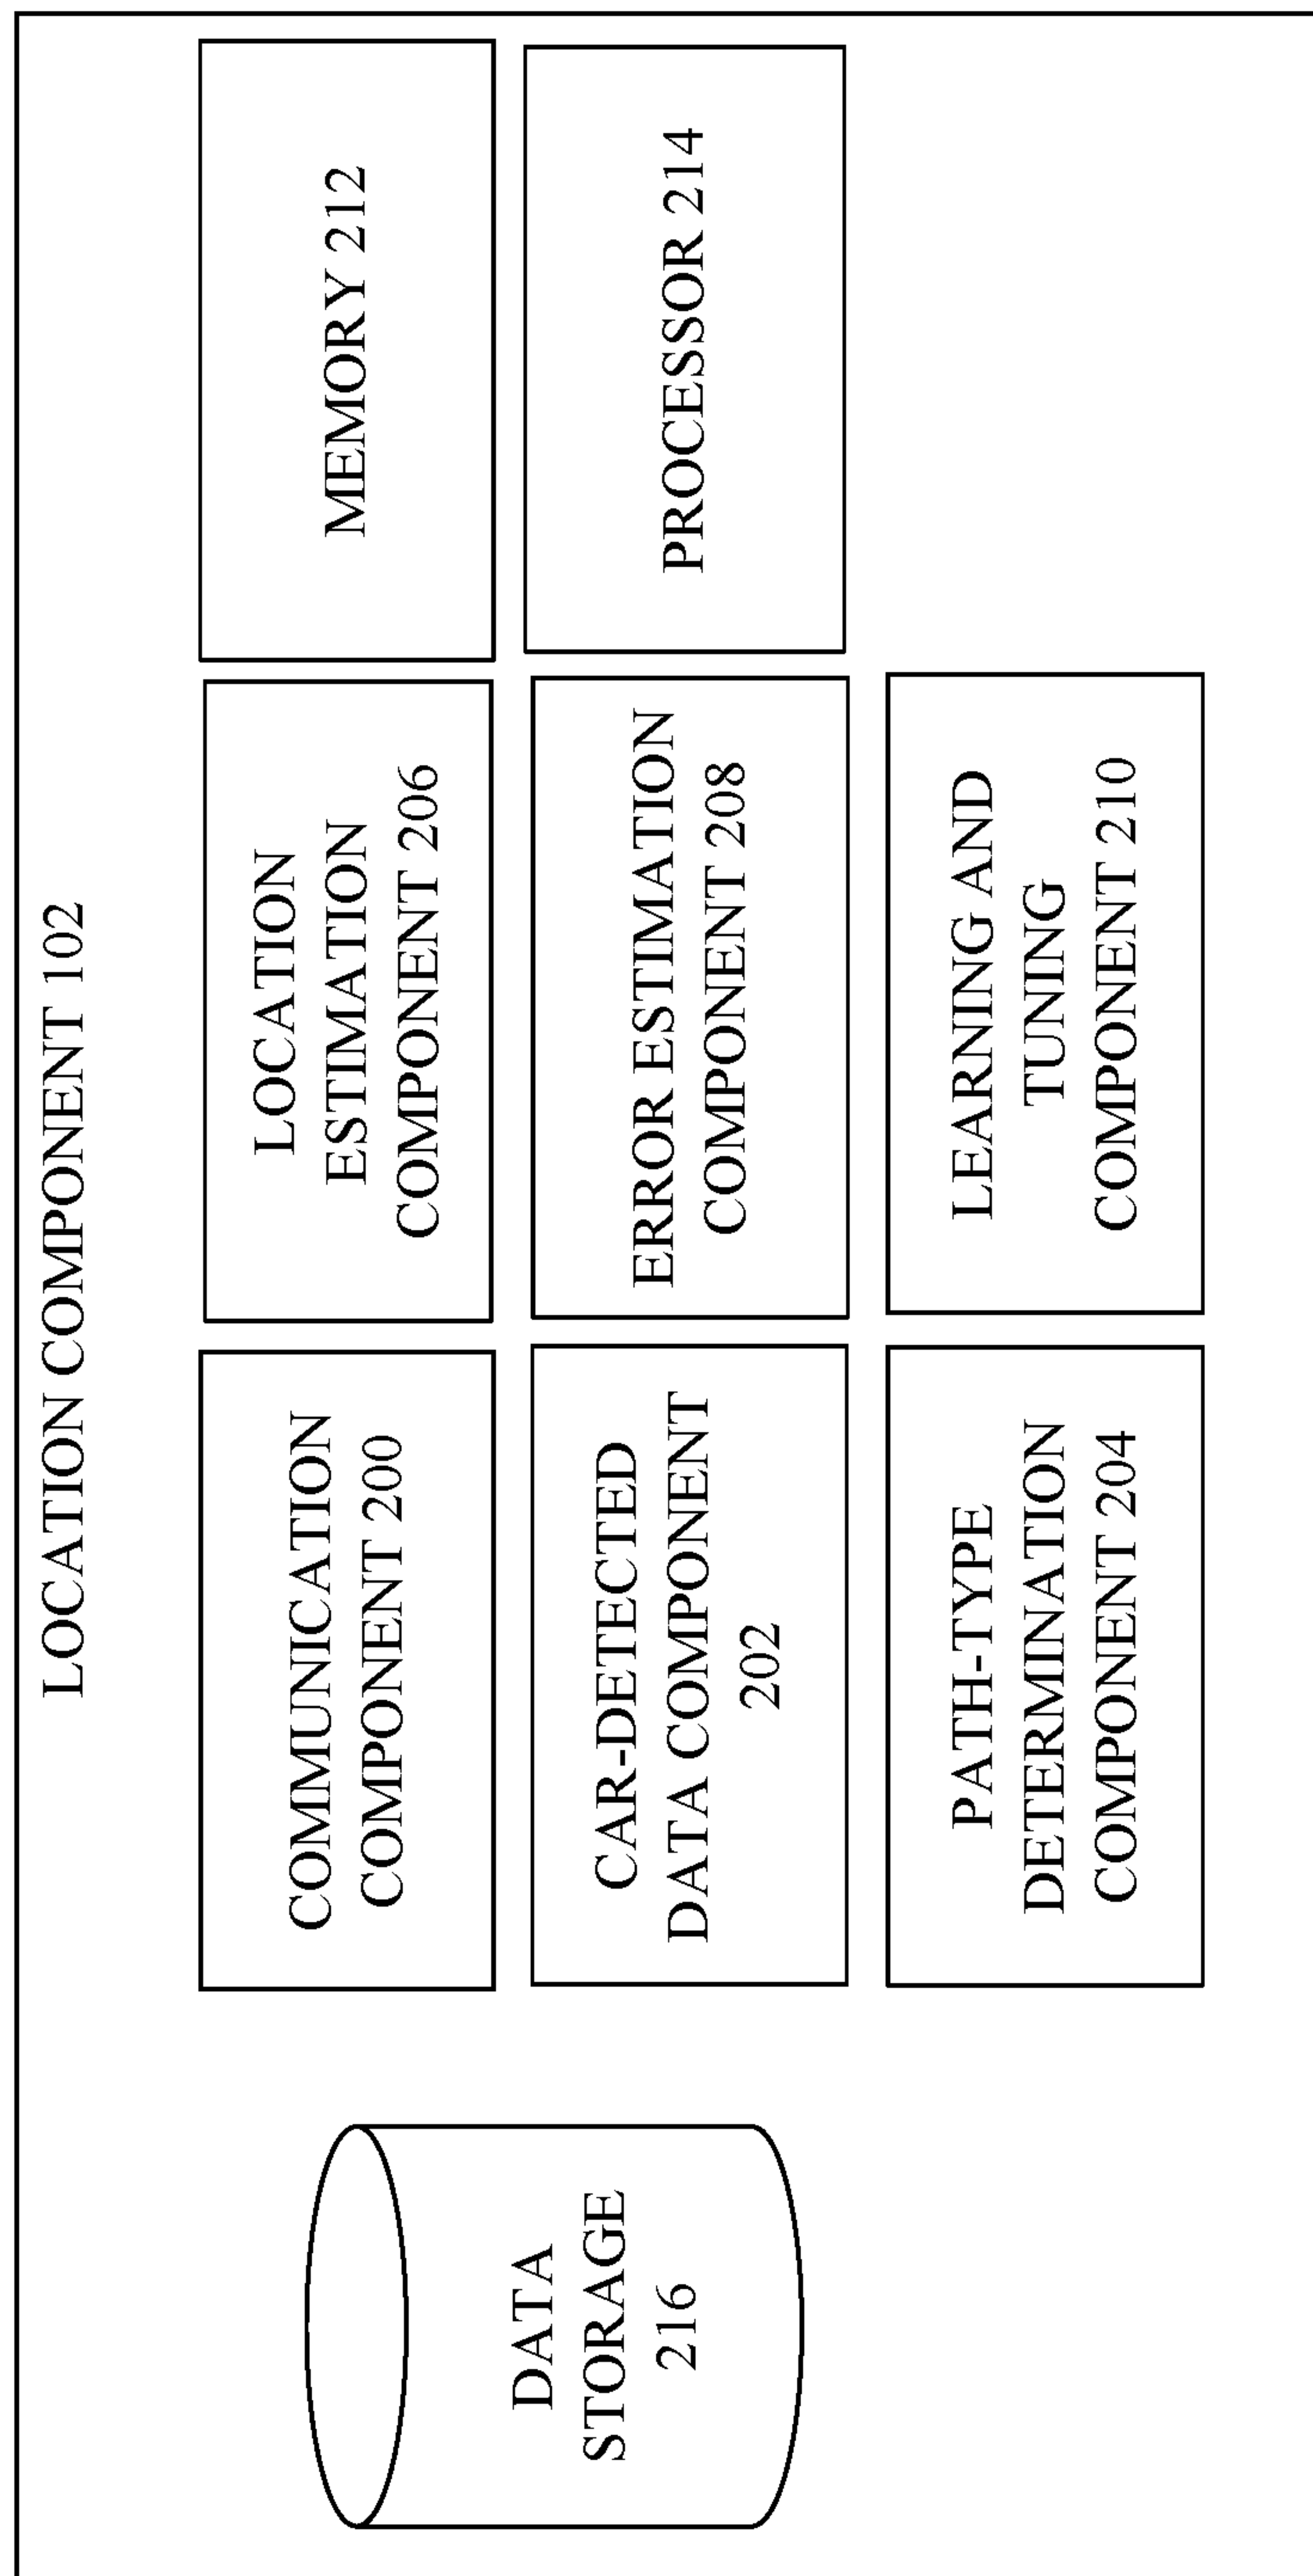 LOCATION COMPONENT 102
DATA
STORAGE
216
COMMUNICATION
COMPONENT 200
CAR-DETECTED
DATA COMPONENT
202
PATH-TYPE
DETERMINATION
COMPONENT 204
LOCATION
ESTIMATION
COMPONENT 206
ERROR ESTIMATION
COMPONENT 208
LEARNING AND
TUNING
COMPONENT 210
MEMORY 212
PROCESSOR 214